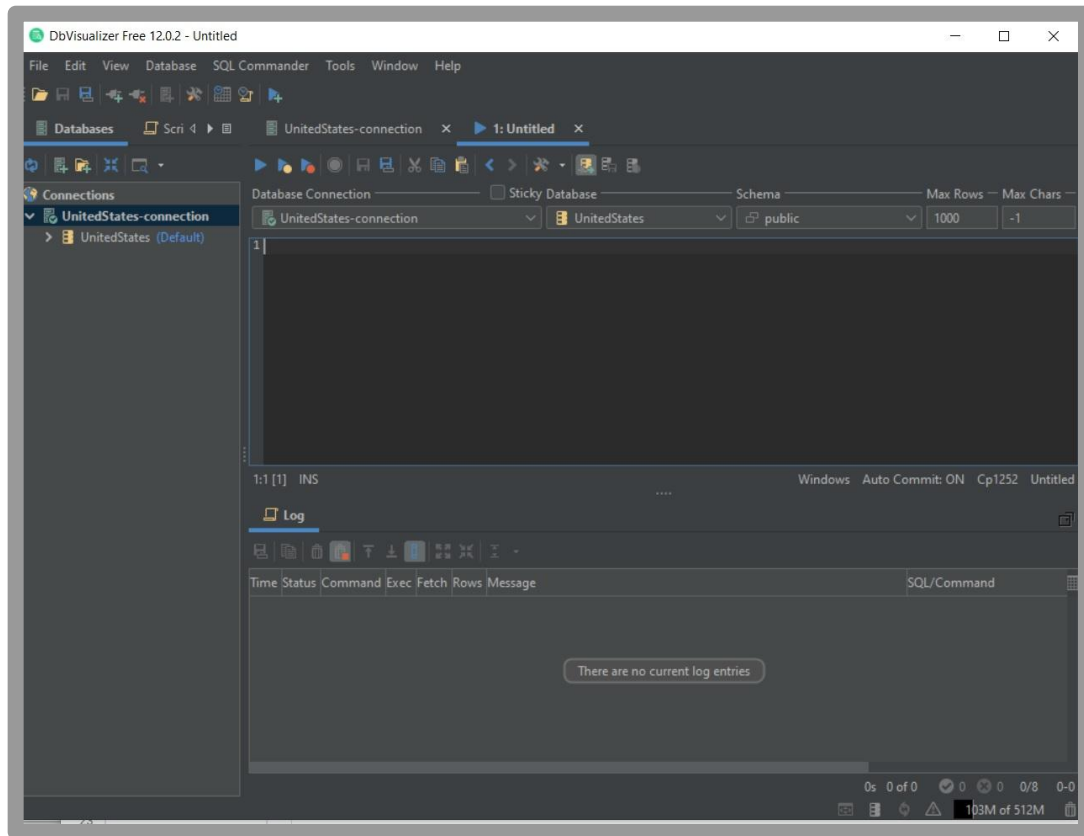 DbVisualizer Free 12.0.2 - Untitled
File Edit View Database SQL Commander Tools Window Help
Databases Scri UnitedStates-connection 1: Untitled
Connections
UnitedStates-connection
UnitedStates (Default)
Database Connection Sticky Database Schema Max Rows Max Chars
UnitedStates-connection UnitedStates public 1000 -1
1
1:1 [1] INS Windows Auto Commit: ON Cp1252 Untitled
Log
Time Status Command Exec Fetch Rows Message SQL/Command
There are no current log entries
0s 0 of 0 0 0 0/8 0-0
103M of 512M